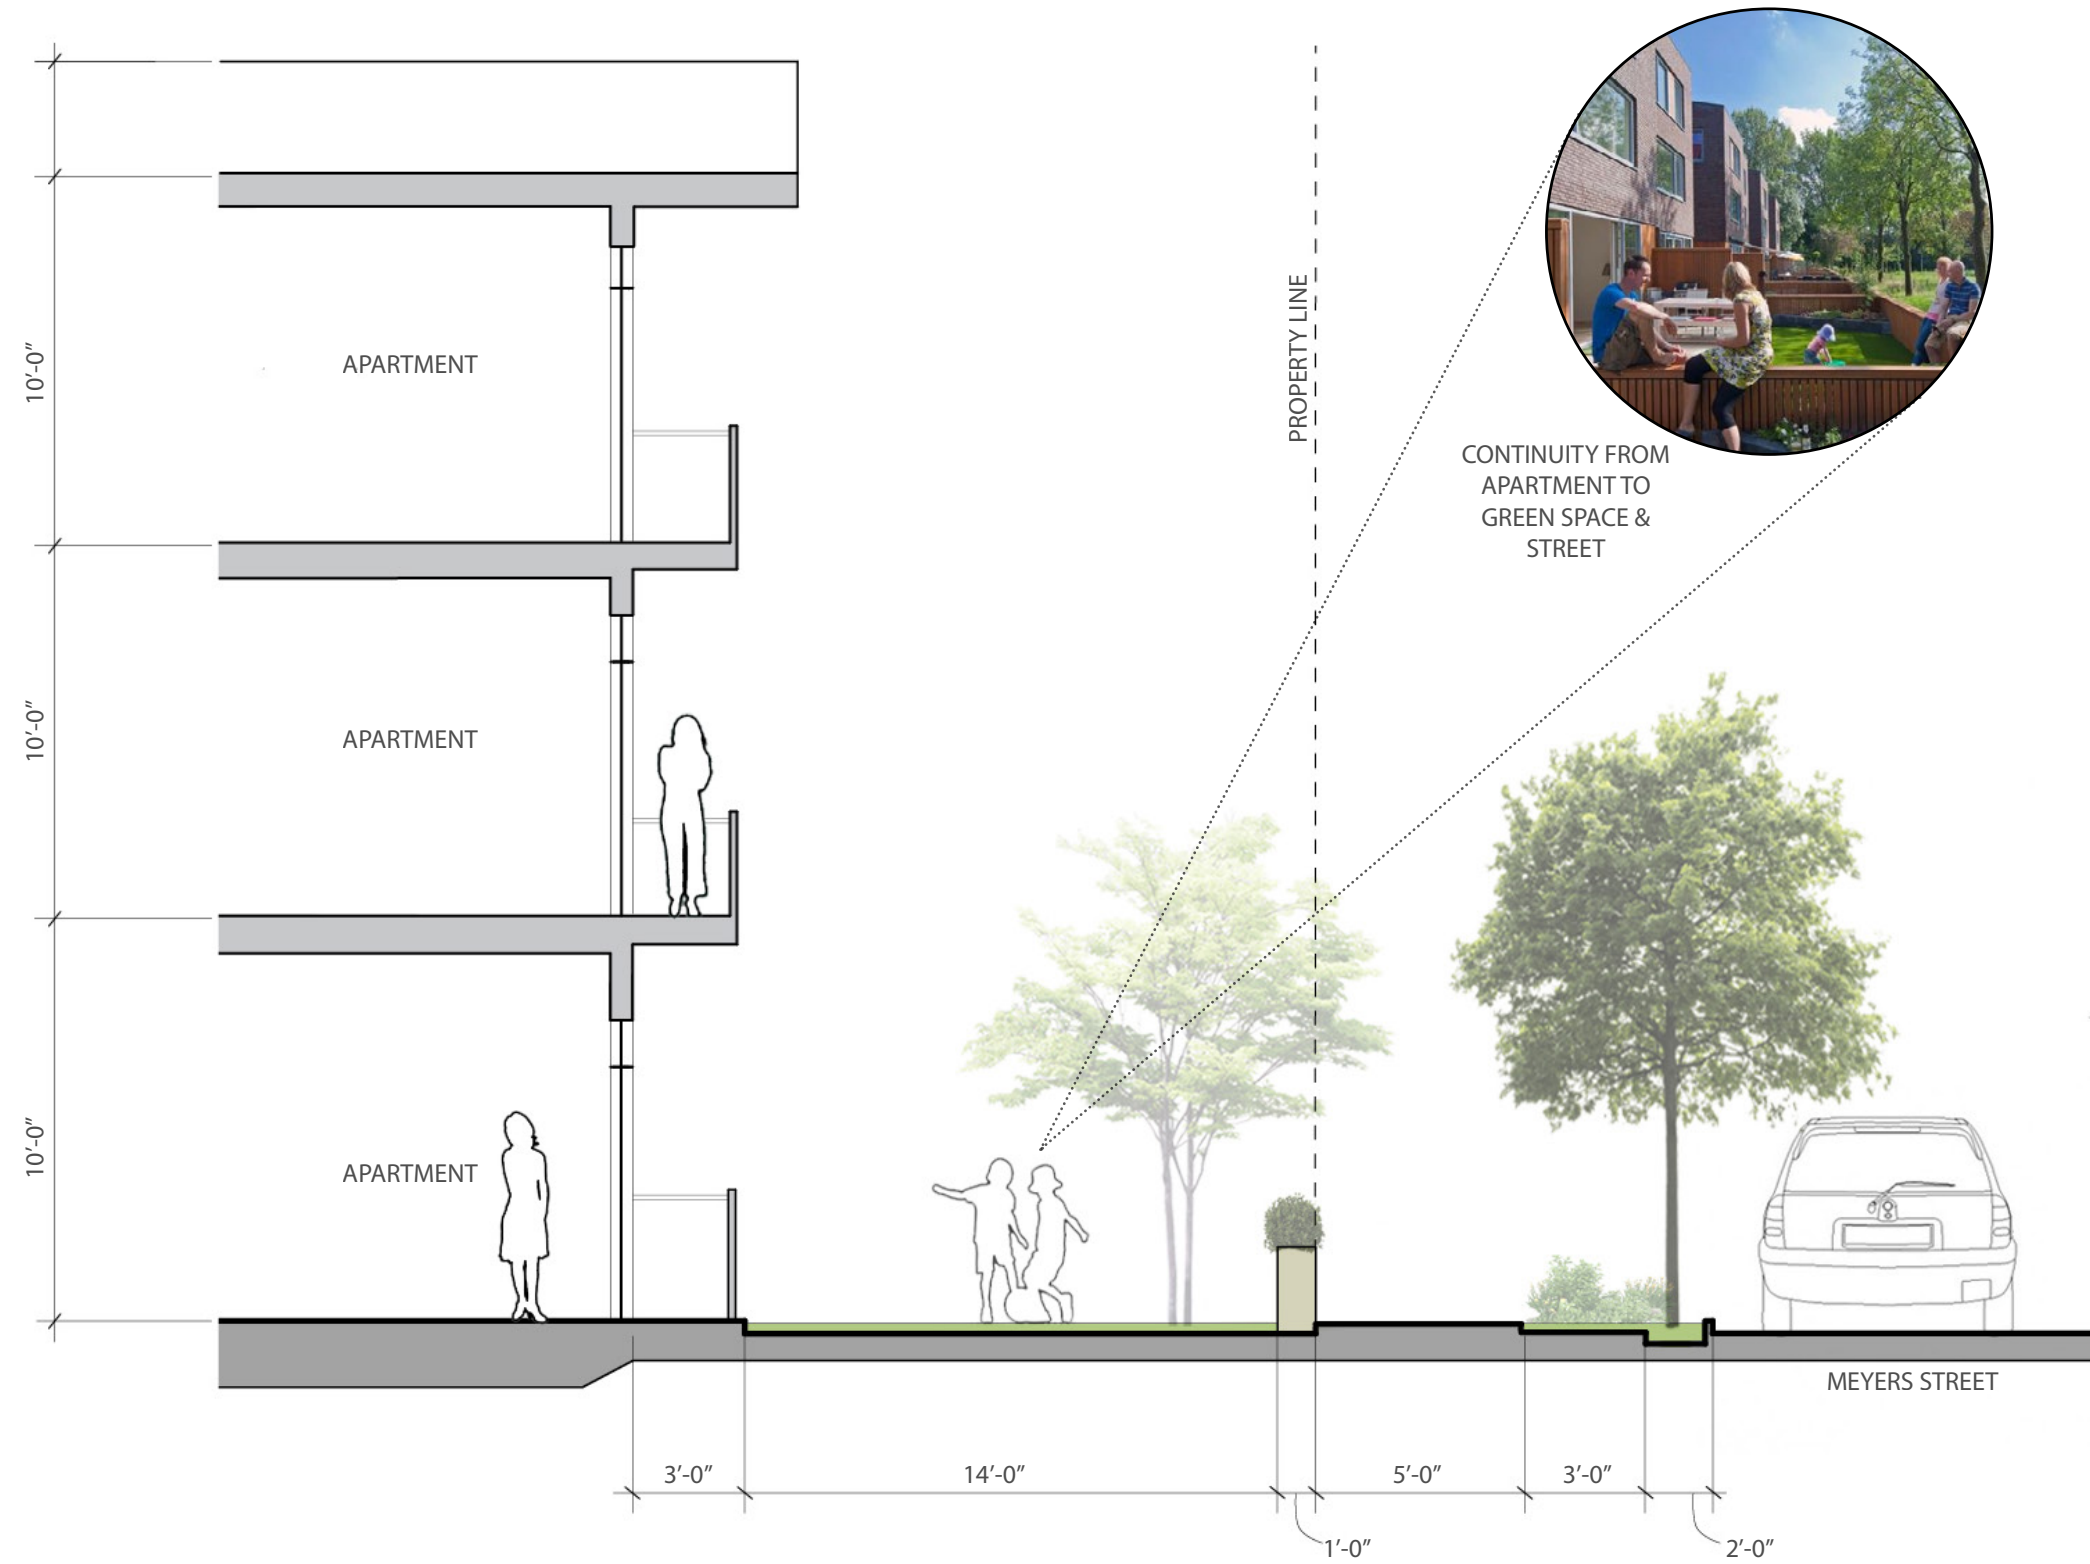 PROPERTY LINE
CONTINUITY FROM
APARTMENT TO
GREEN SPACE &
STREET
10'-0"
APARTMENT
10'-0"
APARTMENT
10'-0"
APARTMENT
MEYERS STREET
3'-0"
14'-0"
5'-0"
3'-0"
1'-0"
2'-0"